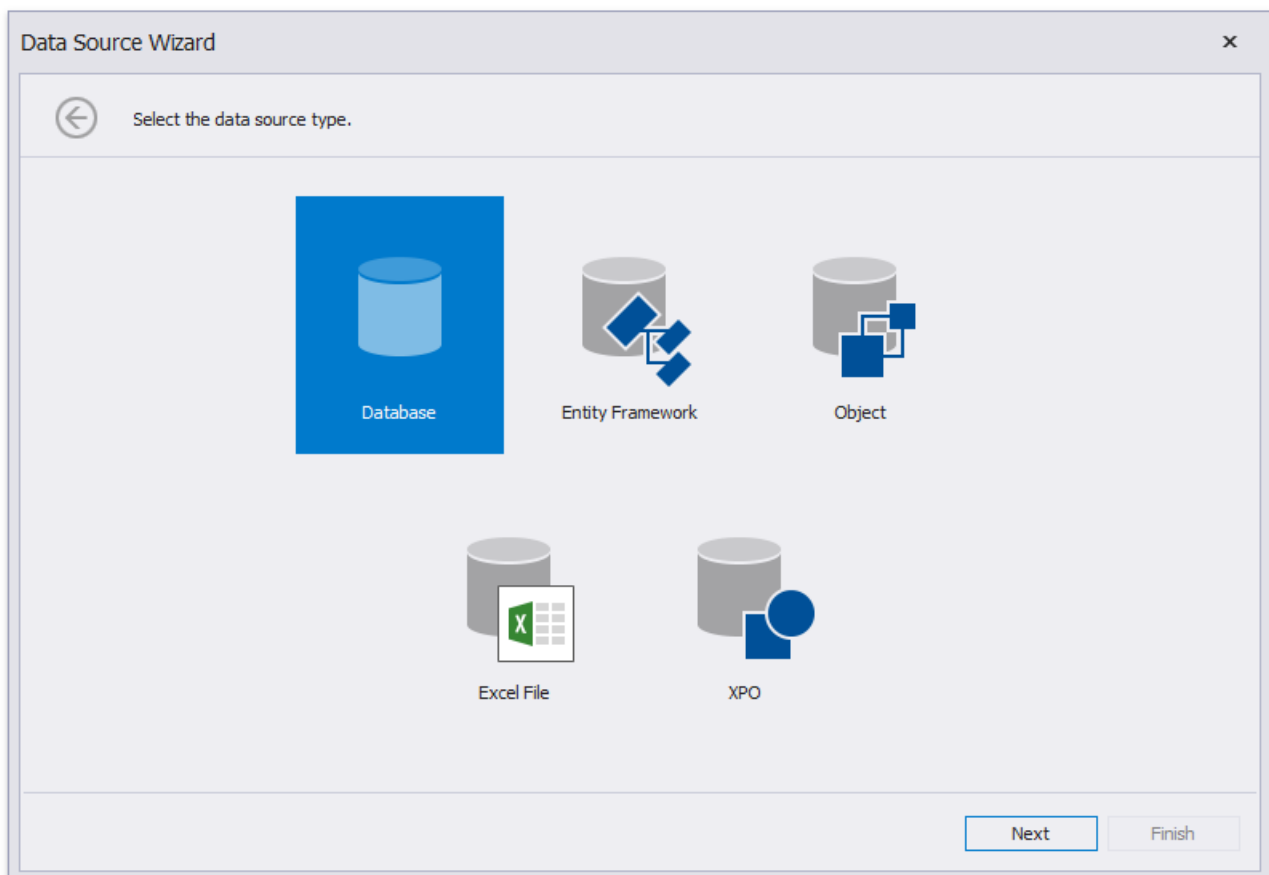 Data Source Wizard
Select the data source type.
Database
Entity Framework
Object
X
Excel File
XPO
Next
Finish